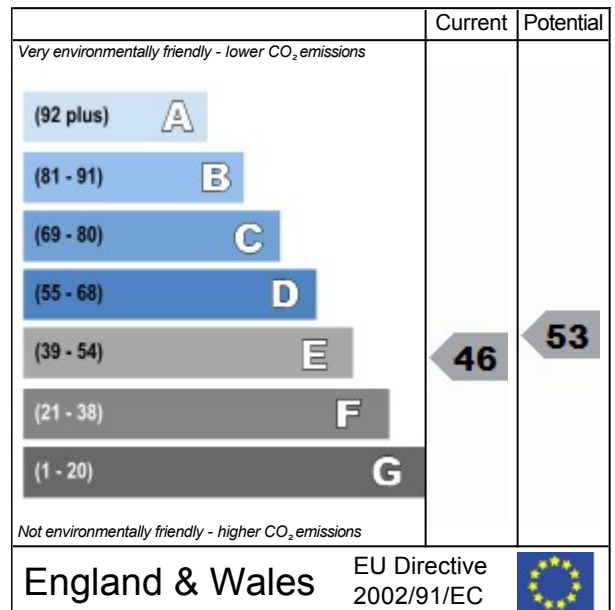 Current Potential
Very environmentally friendly - lower CO₂ emissions
(92 plus) A
(81 - 91) B
(69 - 80) C
(55 - 68) D
(39 - 54) E 46 53
(21 - 38) F
(1 - 20) G
Not environmentally friendly - higher CO₂ emissions
England & Wales EU Directive
2002/91/EC